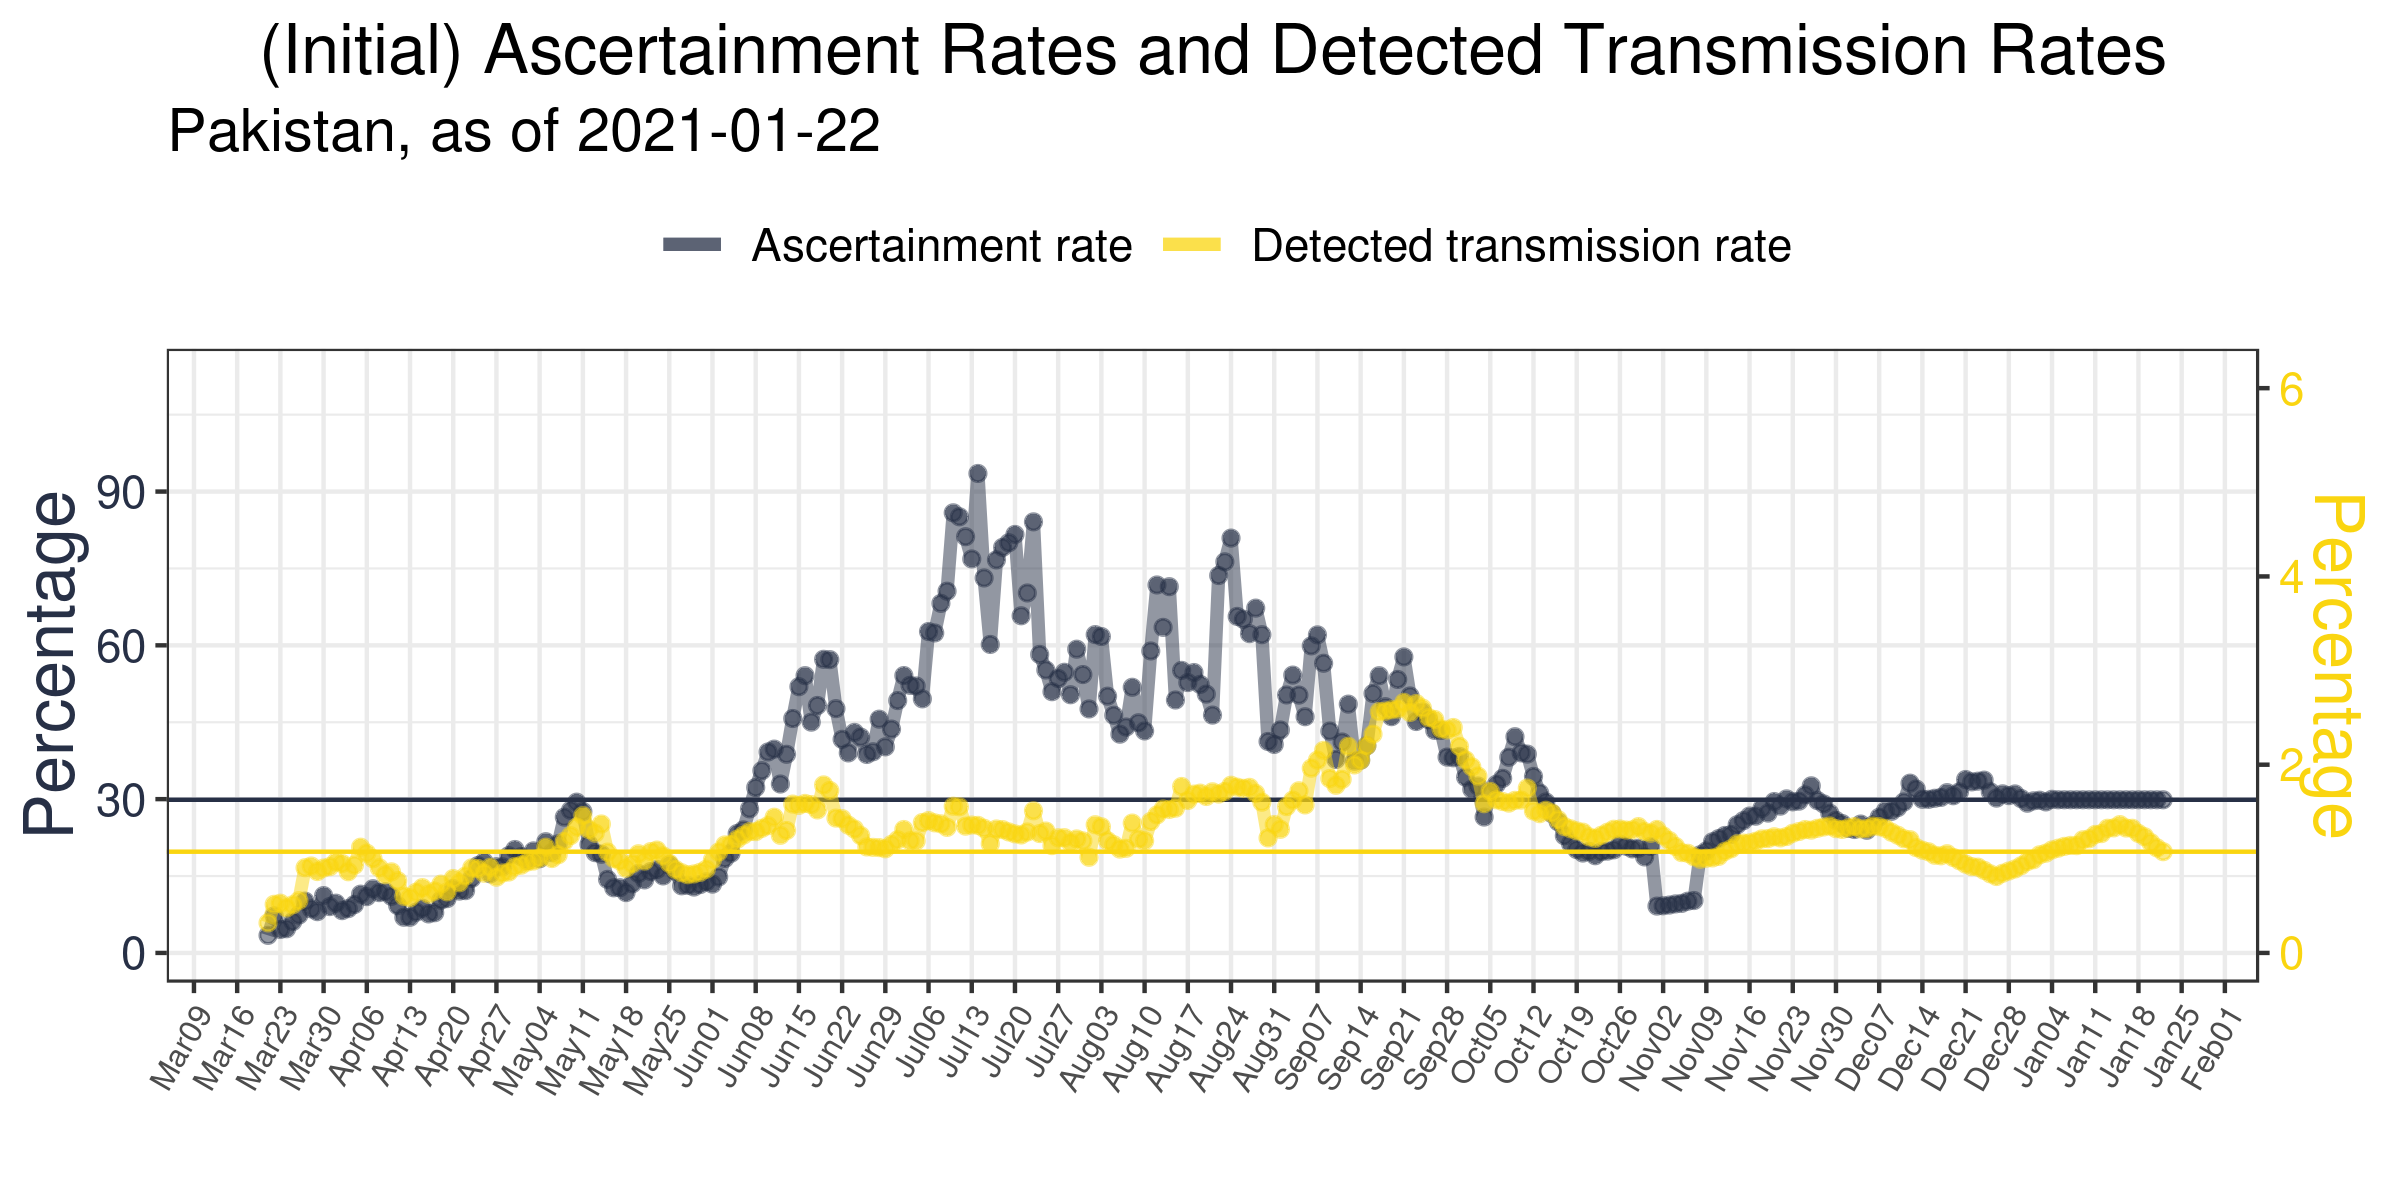 (Initial) Ascertainment Rates and Detected Transmission Rates
Pakistan, as of 2021-01-22
Ascertainment rate Detected transmission rate
Percentage
90
60
30
0
6
4
2
0
Percentage
Mar09 Mar16 Mar23 Mar30 Apr06 Apr13 Apr20 Apr27 May04 May11 May18 May25 Jun01 Jun08 Jun15 Jun22 Jun29 Jul06 Jul13 Jul20 Jul27 Aug03 Aug10 Aug17 Aug24 Aug31 Sep07 Sep14 Sep21 Sep28 Oct05 Oct12 Oct19 Oct26 Nov02 Nov09 Nov16 Nov23 Nov30 Dec07 Dec14 Dec21 Dec28 Jan04 Jan11 Jan18 Jan25 Feb01